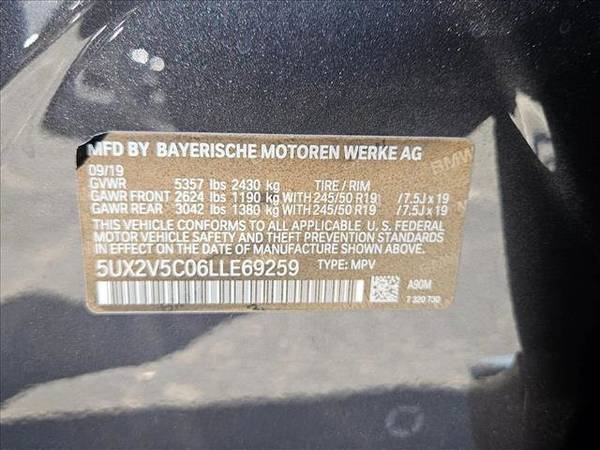 MFD BY BAYERISCHE MOTOREN WERKE AG
09/19
GVWR 5357 lbs 2430 kg TIRE / RIM
GAWR FRONT 2624 lbs 1190 kg WITH 245/50 R19 /7.5J x 19
GAWR REAR 3042 lbs 1380 kg WITH 245/50 R19 /7.5J x 19
THIS VEHICLE CONFORMS TO ALL APPLICABLE U. S. FEDERAL
MOTOR VEHICLE SAFETY, BUMPER AND THEFT PREVENTION STANDARDS
IN EFFECT ON THE DATE OF MANUFACTURE SHOWN ABOVE.
5UX2V5C06LLE69259 TYPE: MPV
A90M
7 320 730